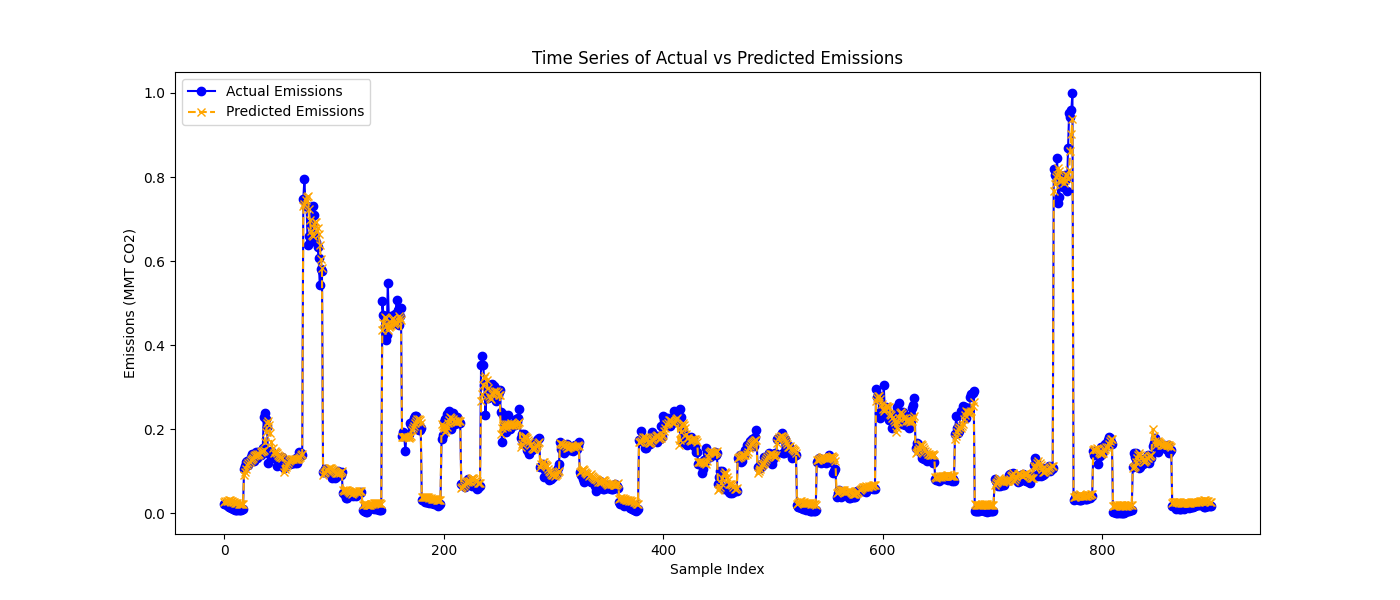 Time Series of Actual vs Predicted Emissions
Actual Emissions
Predicted Emissions
Emissions (MMT CO2)
1.0
0.8
0.6
0.4
0.2
0.0
0 200 400 600 800
Sample Index